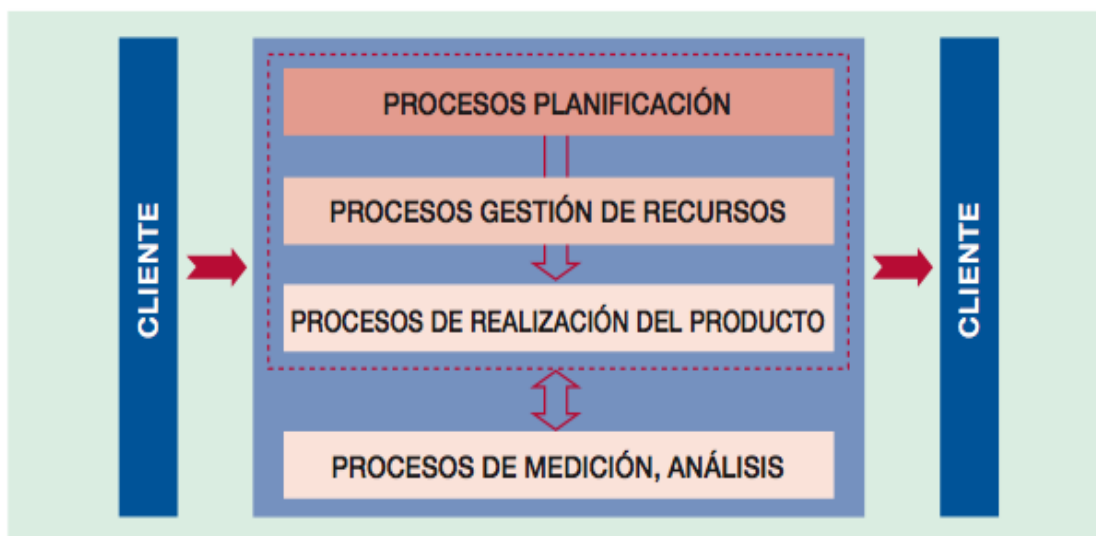 CLIENTE
PROCESOS PLANIFICACIÓN
PROCESOS GESTIÓN DE RECURSOS
PROCESOS DE REALIZACIÓN DEL PRODUCTO
PROCESOS DE MEDICIÓN, ANÁLISIS
CLIENTE